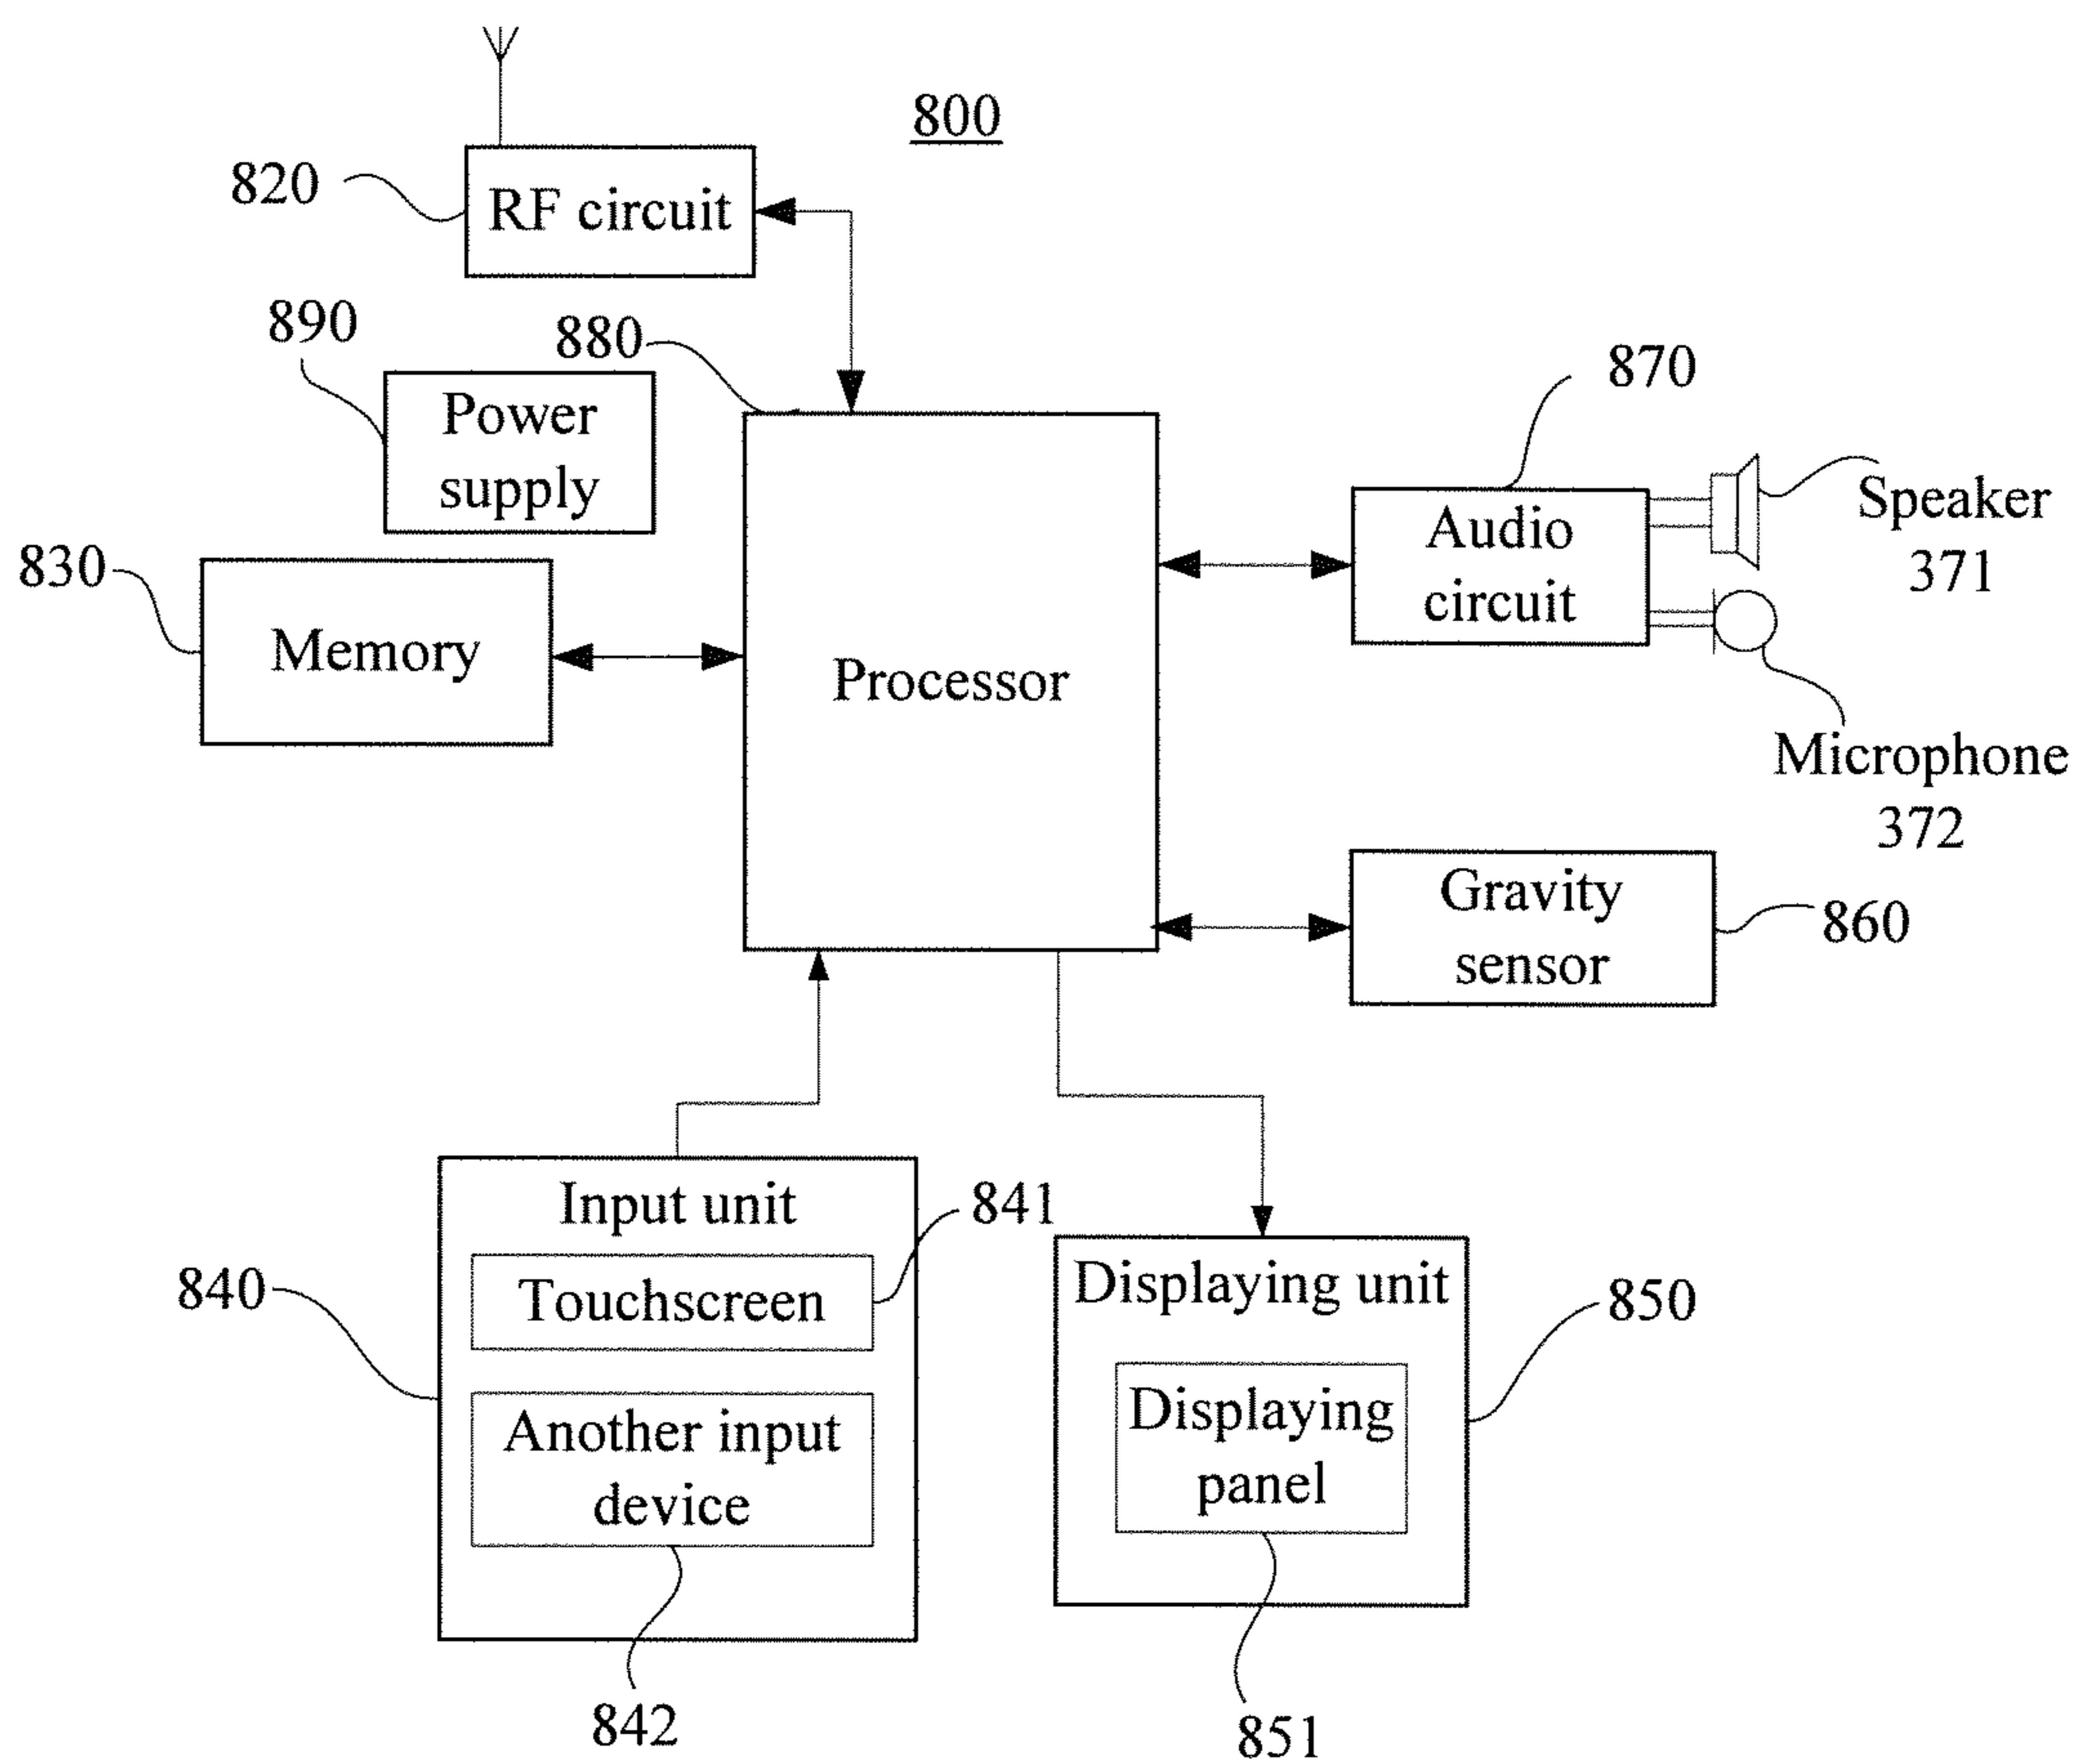 800
820
RF circuit
890
880
Power
supply
870
Audio
circuit
Speaker
371
830
Memory
Processor
Microphone
372
Gravity
sensor
860
Input unit
841
Touchscreen
840
Another input
device
842
Displaying unit
850
Displaying
panel
851